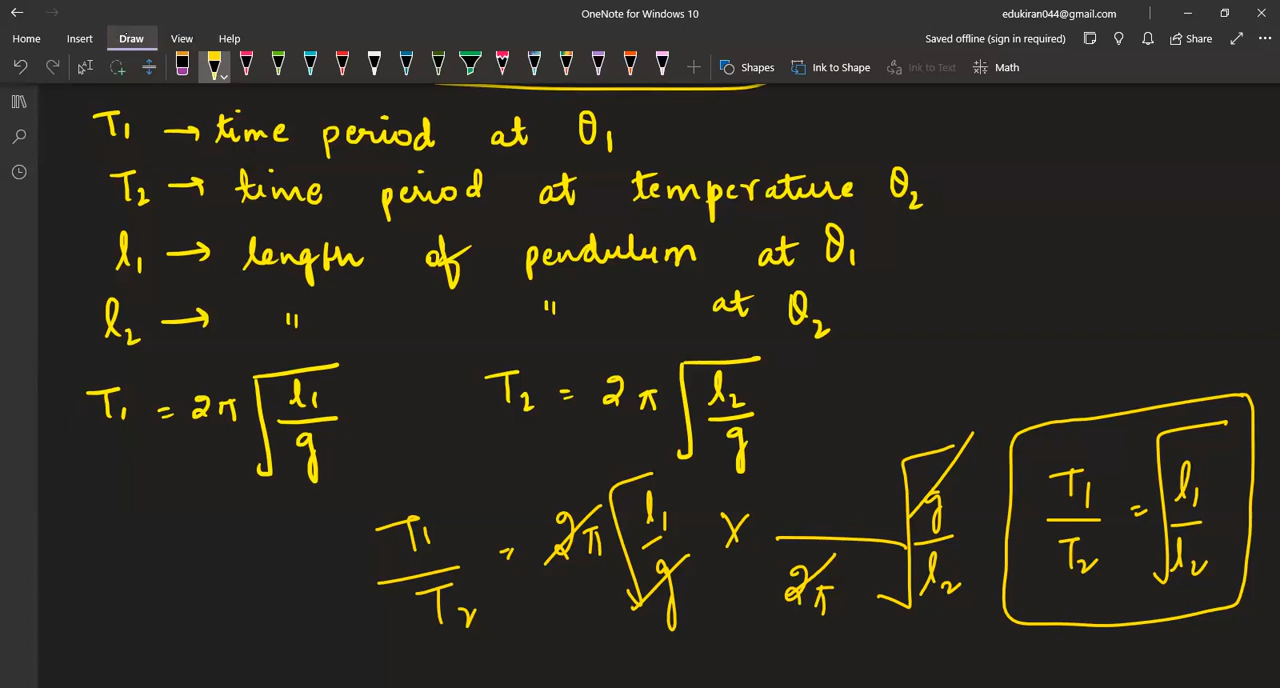 OneNote for Windows 10
edukiran044@gmail.com
Home Insert Draw View Help
Saved offline (sign in required)
Share
Shapes Ink to Shape Ink to Text Math
T₁ → time period at θ₁
T₂ → time period at temperature θ₂
l₁ → length of pendulum at θ₁
l₂ → " " at θ₂
T₁ = 2π √(l₁/g) T₂ = 2π √(l₂/g)
T₁/T₂ = 2π √(l₁/g) × 1/2π √(g/l₂) T₁/T₂ = √(l₁/l₂)